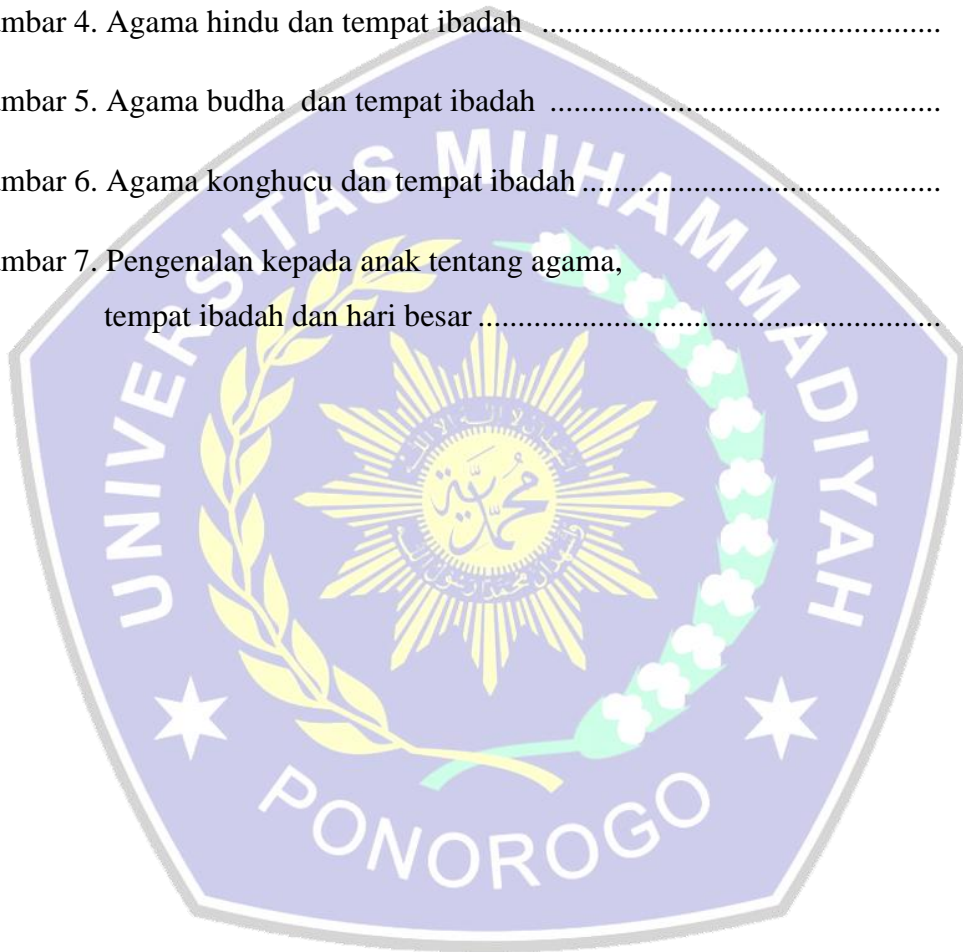 mbar 4. Agama hindu dan tempat ibadah ..................................................
mbar 5. Agama budha  dan tempat ibadah .................................................
mbar 6. Agama konghucu dan tempat ibadah .............................................
mbar 7. Pengenalan kepada anak tentang agama,
tempat ibadah dan hari besar ..........................................................
UNIVERSITAS MUHAMMADIYAH
PONOROGO
محمدية